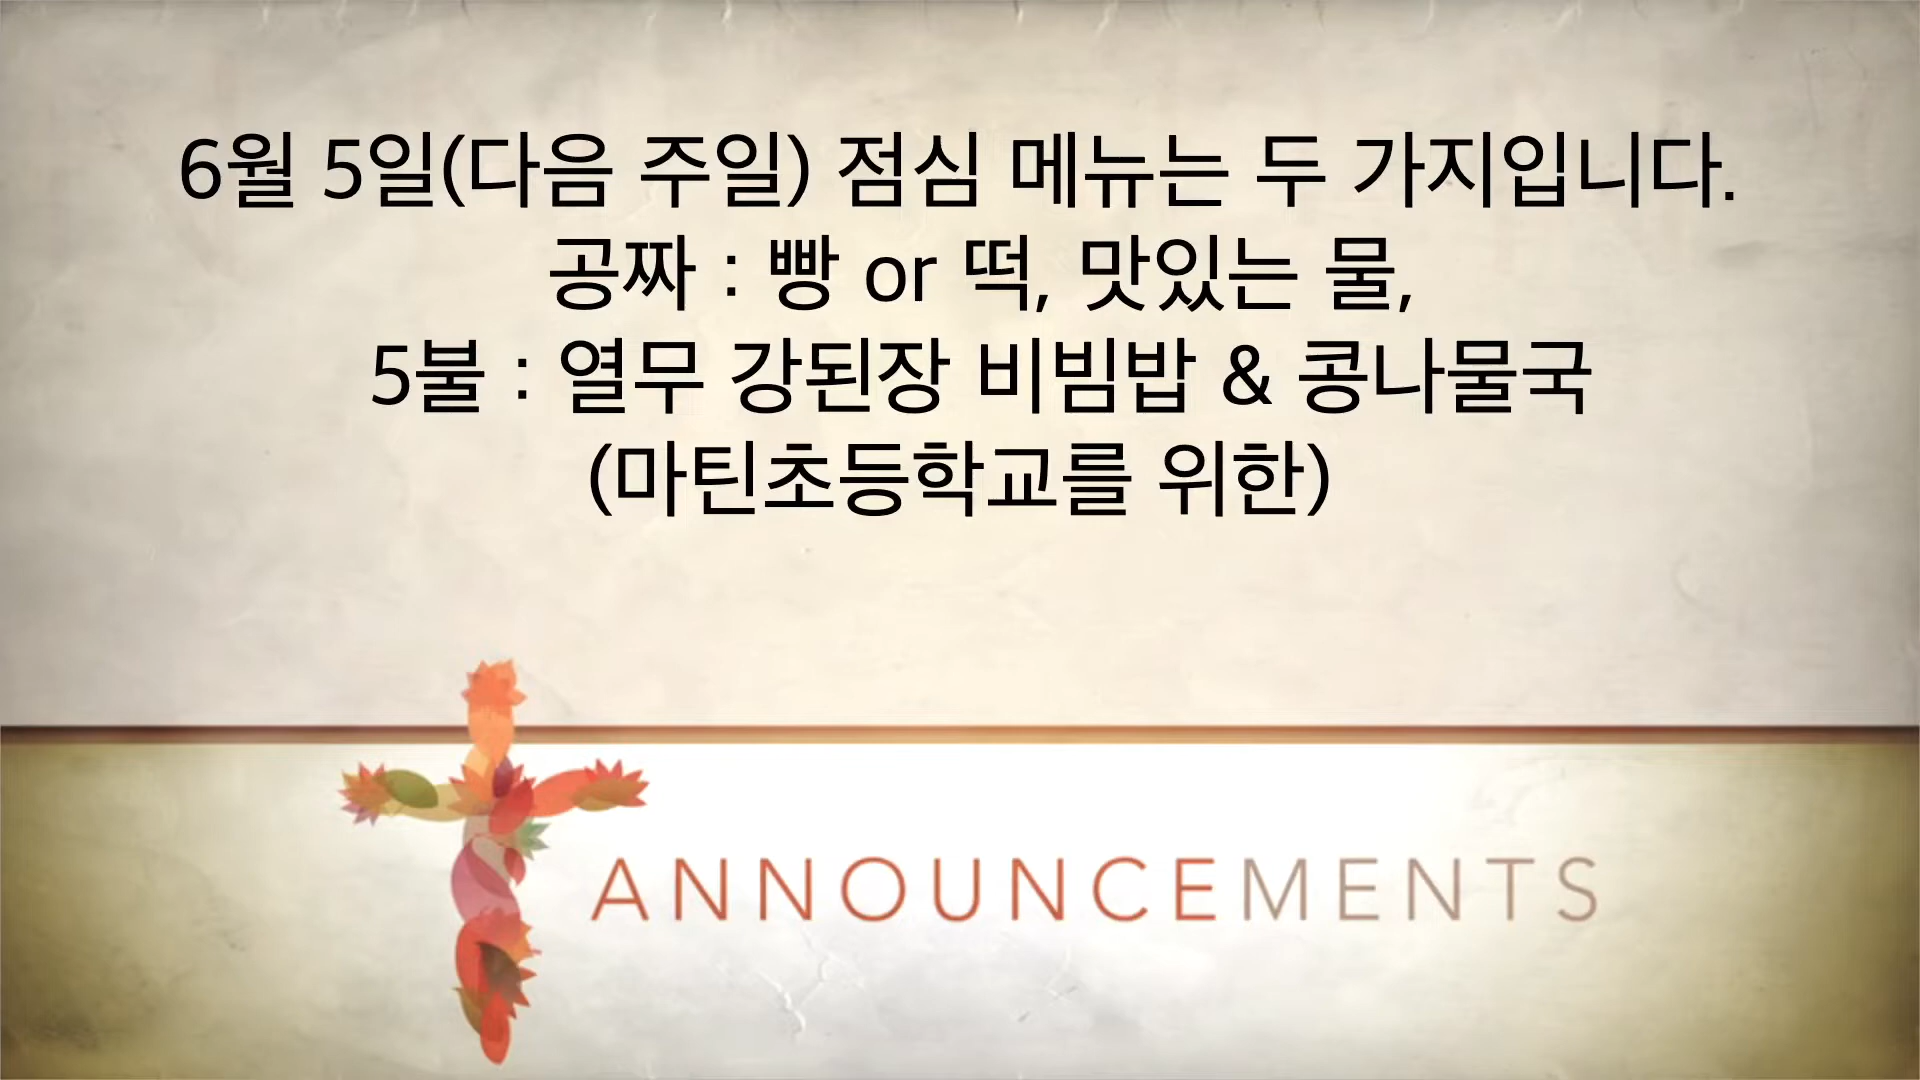 6월 5일(다음 주일) 점심 메뉴는 두 가지입니다.
공짜 : 빵 or 떡, 맛있는 물,
5불 : 열무 강된장 비빔밥 & 콩나물국
(마틴초등학교를 위한)
ANNOUNCEMENTS